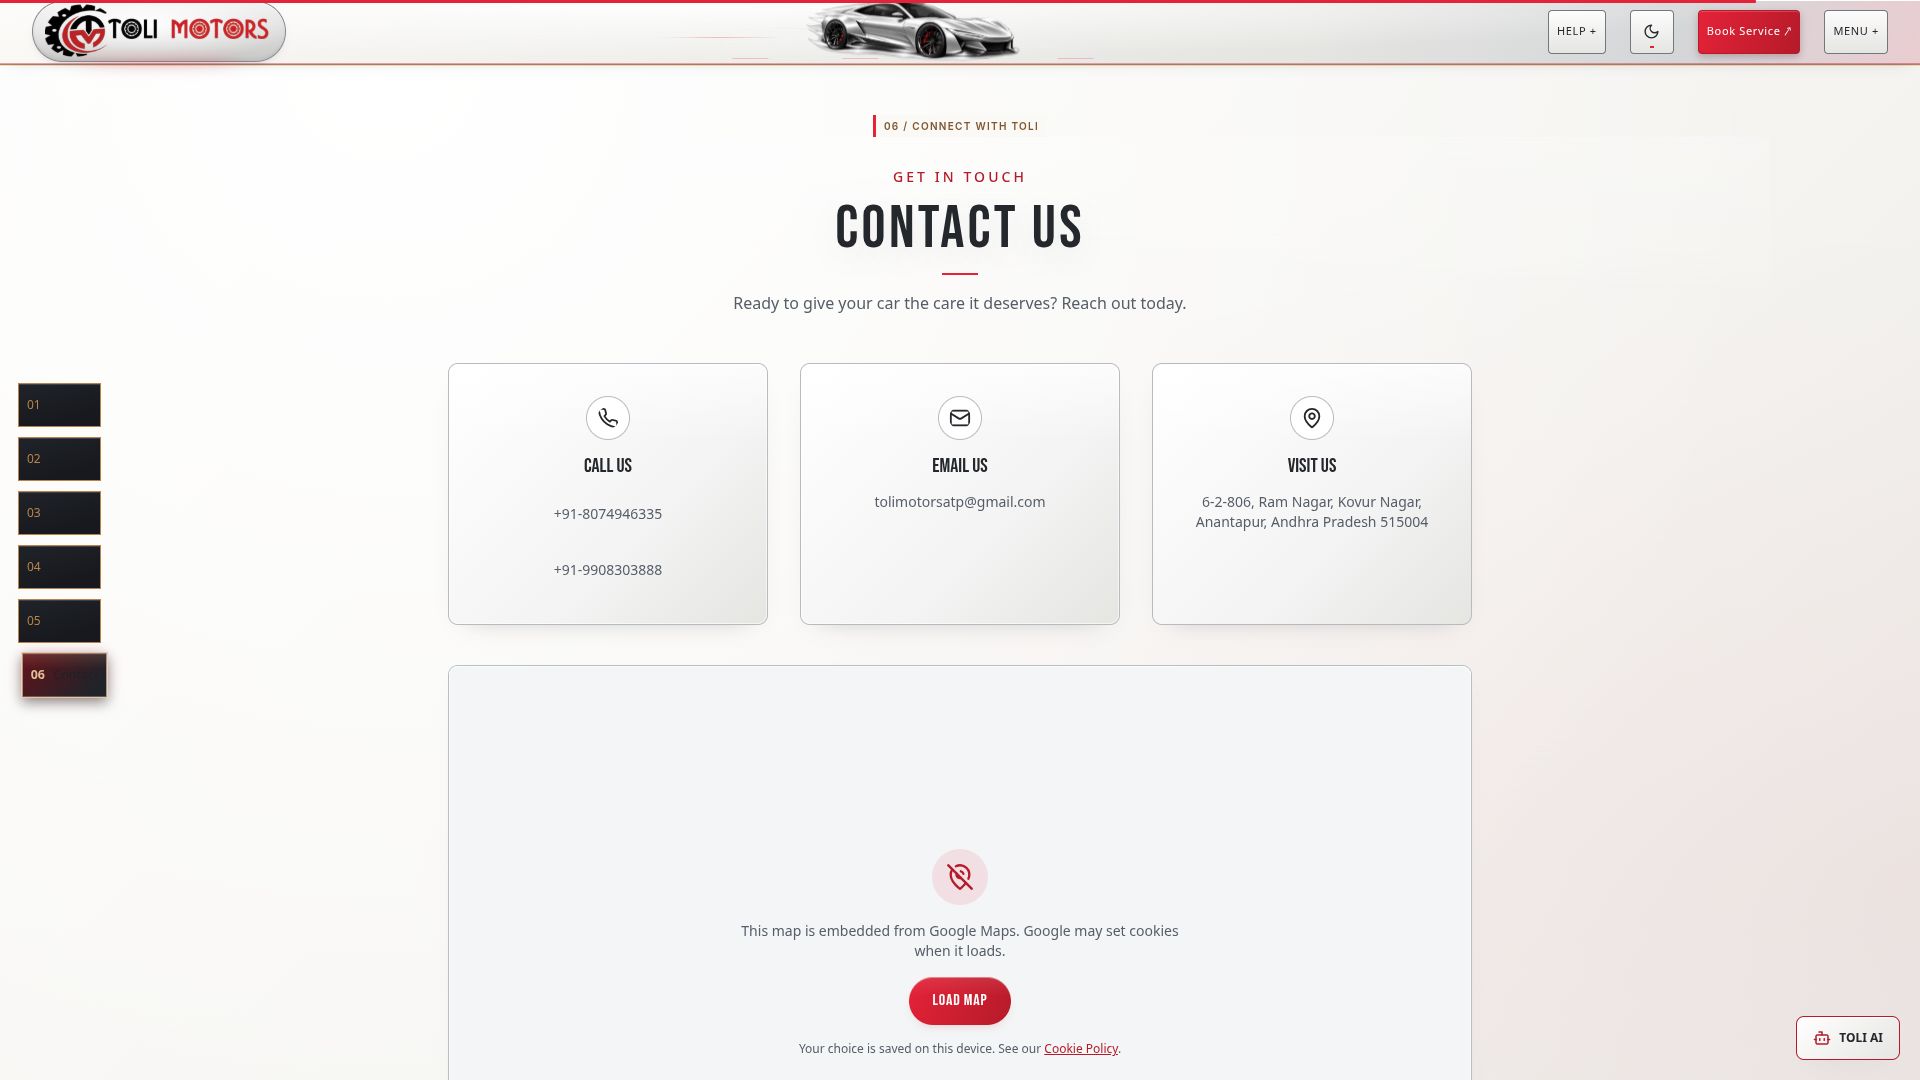 TOLI MOTORS
HELP +
Book Service ↗
MENU +
06 / CONNECT WITH TOLI
GET IN TOUCH
CONTACT US
Ready to give your car the care it deserves? Reach out today.
CALL US
+91-8074946335
+91-9908303888
EMAIL US
tolimotorsatp@gmail.com
VISIT US
6-2-806, Ram Nagar, Kovur Nagar,
Anantapur, Andhra Pradesh 515004
01
02
03
04
05
06 Contact
This map is embedded from Google Maps. Google may set cookies
when it loads.
LOAD MAP
Your choice is saved on this device. See our Cookie Policy.
TOLI AI